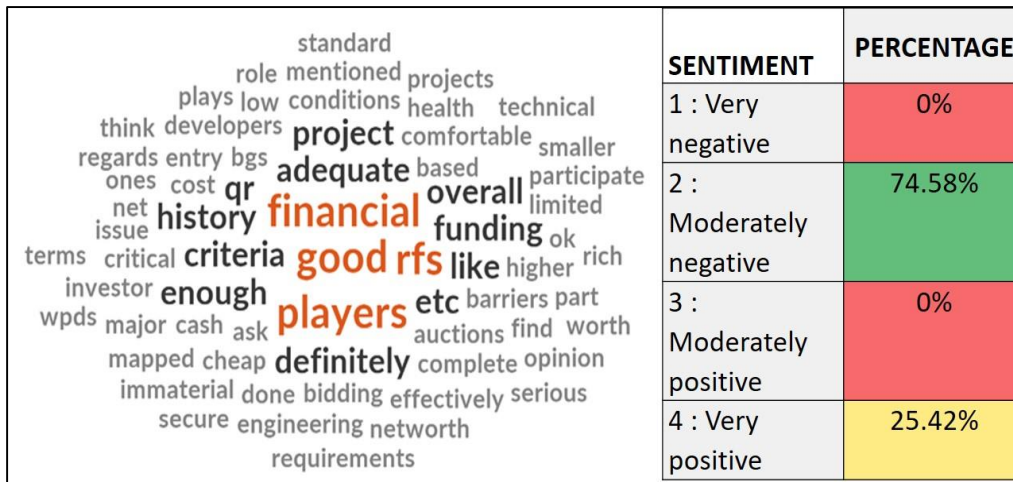 standard
role mentioned projects
plays low conditions health technical
think developers project comfortable smaller
regards entry bgs adequate based participate
ones cost qr financial overall limited
net history funding ok
issue
terms critical criteria good rfs like higher rich
investor enough players etc barriers part
wpds major cash ask auctions find worth
mapped cheap definitely complete opinion
immaterial done bidding effectively serious
secure engineering networth
requirements
SENTIMENT PERCENTAGE
1 : Very 0%
negative
2 : 74.58%
Moderately
negative
3 : 0%
Moderately
positive
4 : Very 25.42%
positive